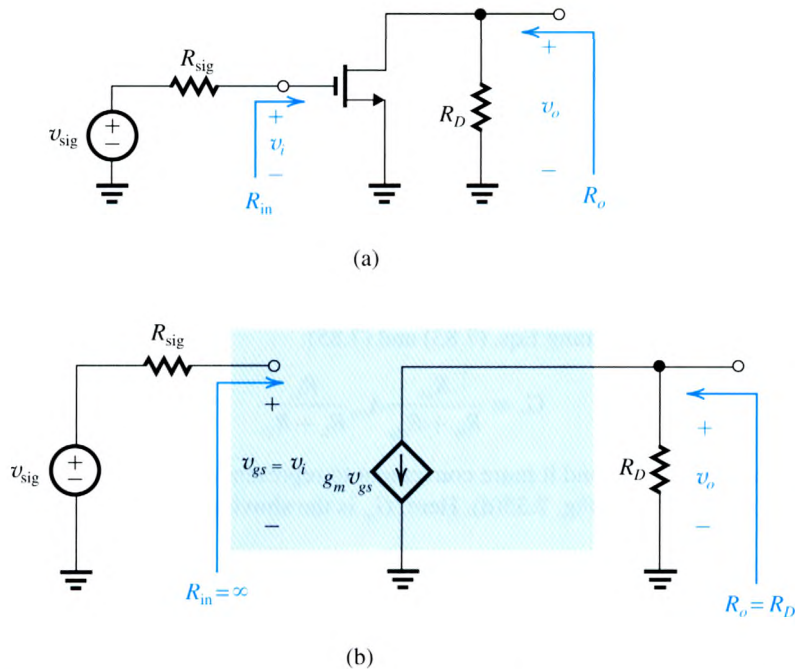 R_sig
v_sig
+
−
+
v_i
−
R_in
R_D
+
v_o
−
R_o
(a)
R_sig
v_sig
+
−
+
v_gs = v_i
−
g_m v_gs
R_D
+
v_o
−
R_in = ∞
R_o = R_D
(b)